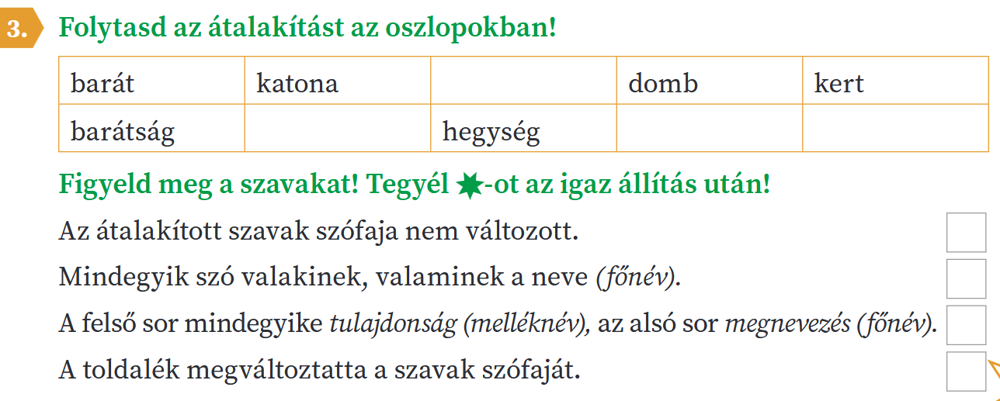 3. Folytasd az átalakítást az oszlopokban!
barát katona domb kert
barátság hegység
Figyeld meg a szavakat! Tegyél -ot az igaz állítás után!
Az átalakított szavak szófaja nem változott.
Mindegyik szó valakinek, valaminek a neve (főnév).
A felső sor mindegyike tulajdonság (melléknév), az alsó sor megnevezés (főnév).
A toldalék megváltoztatta a szavak szófaját.